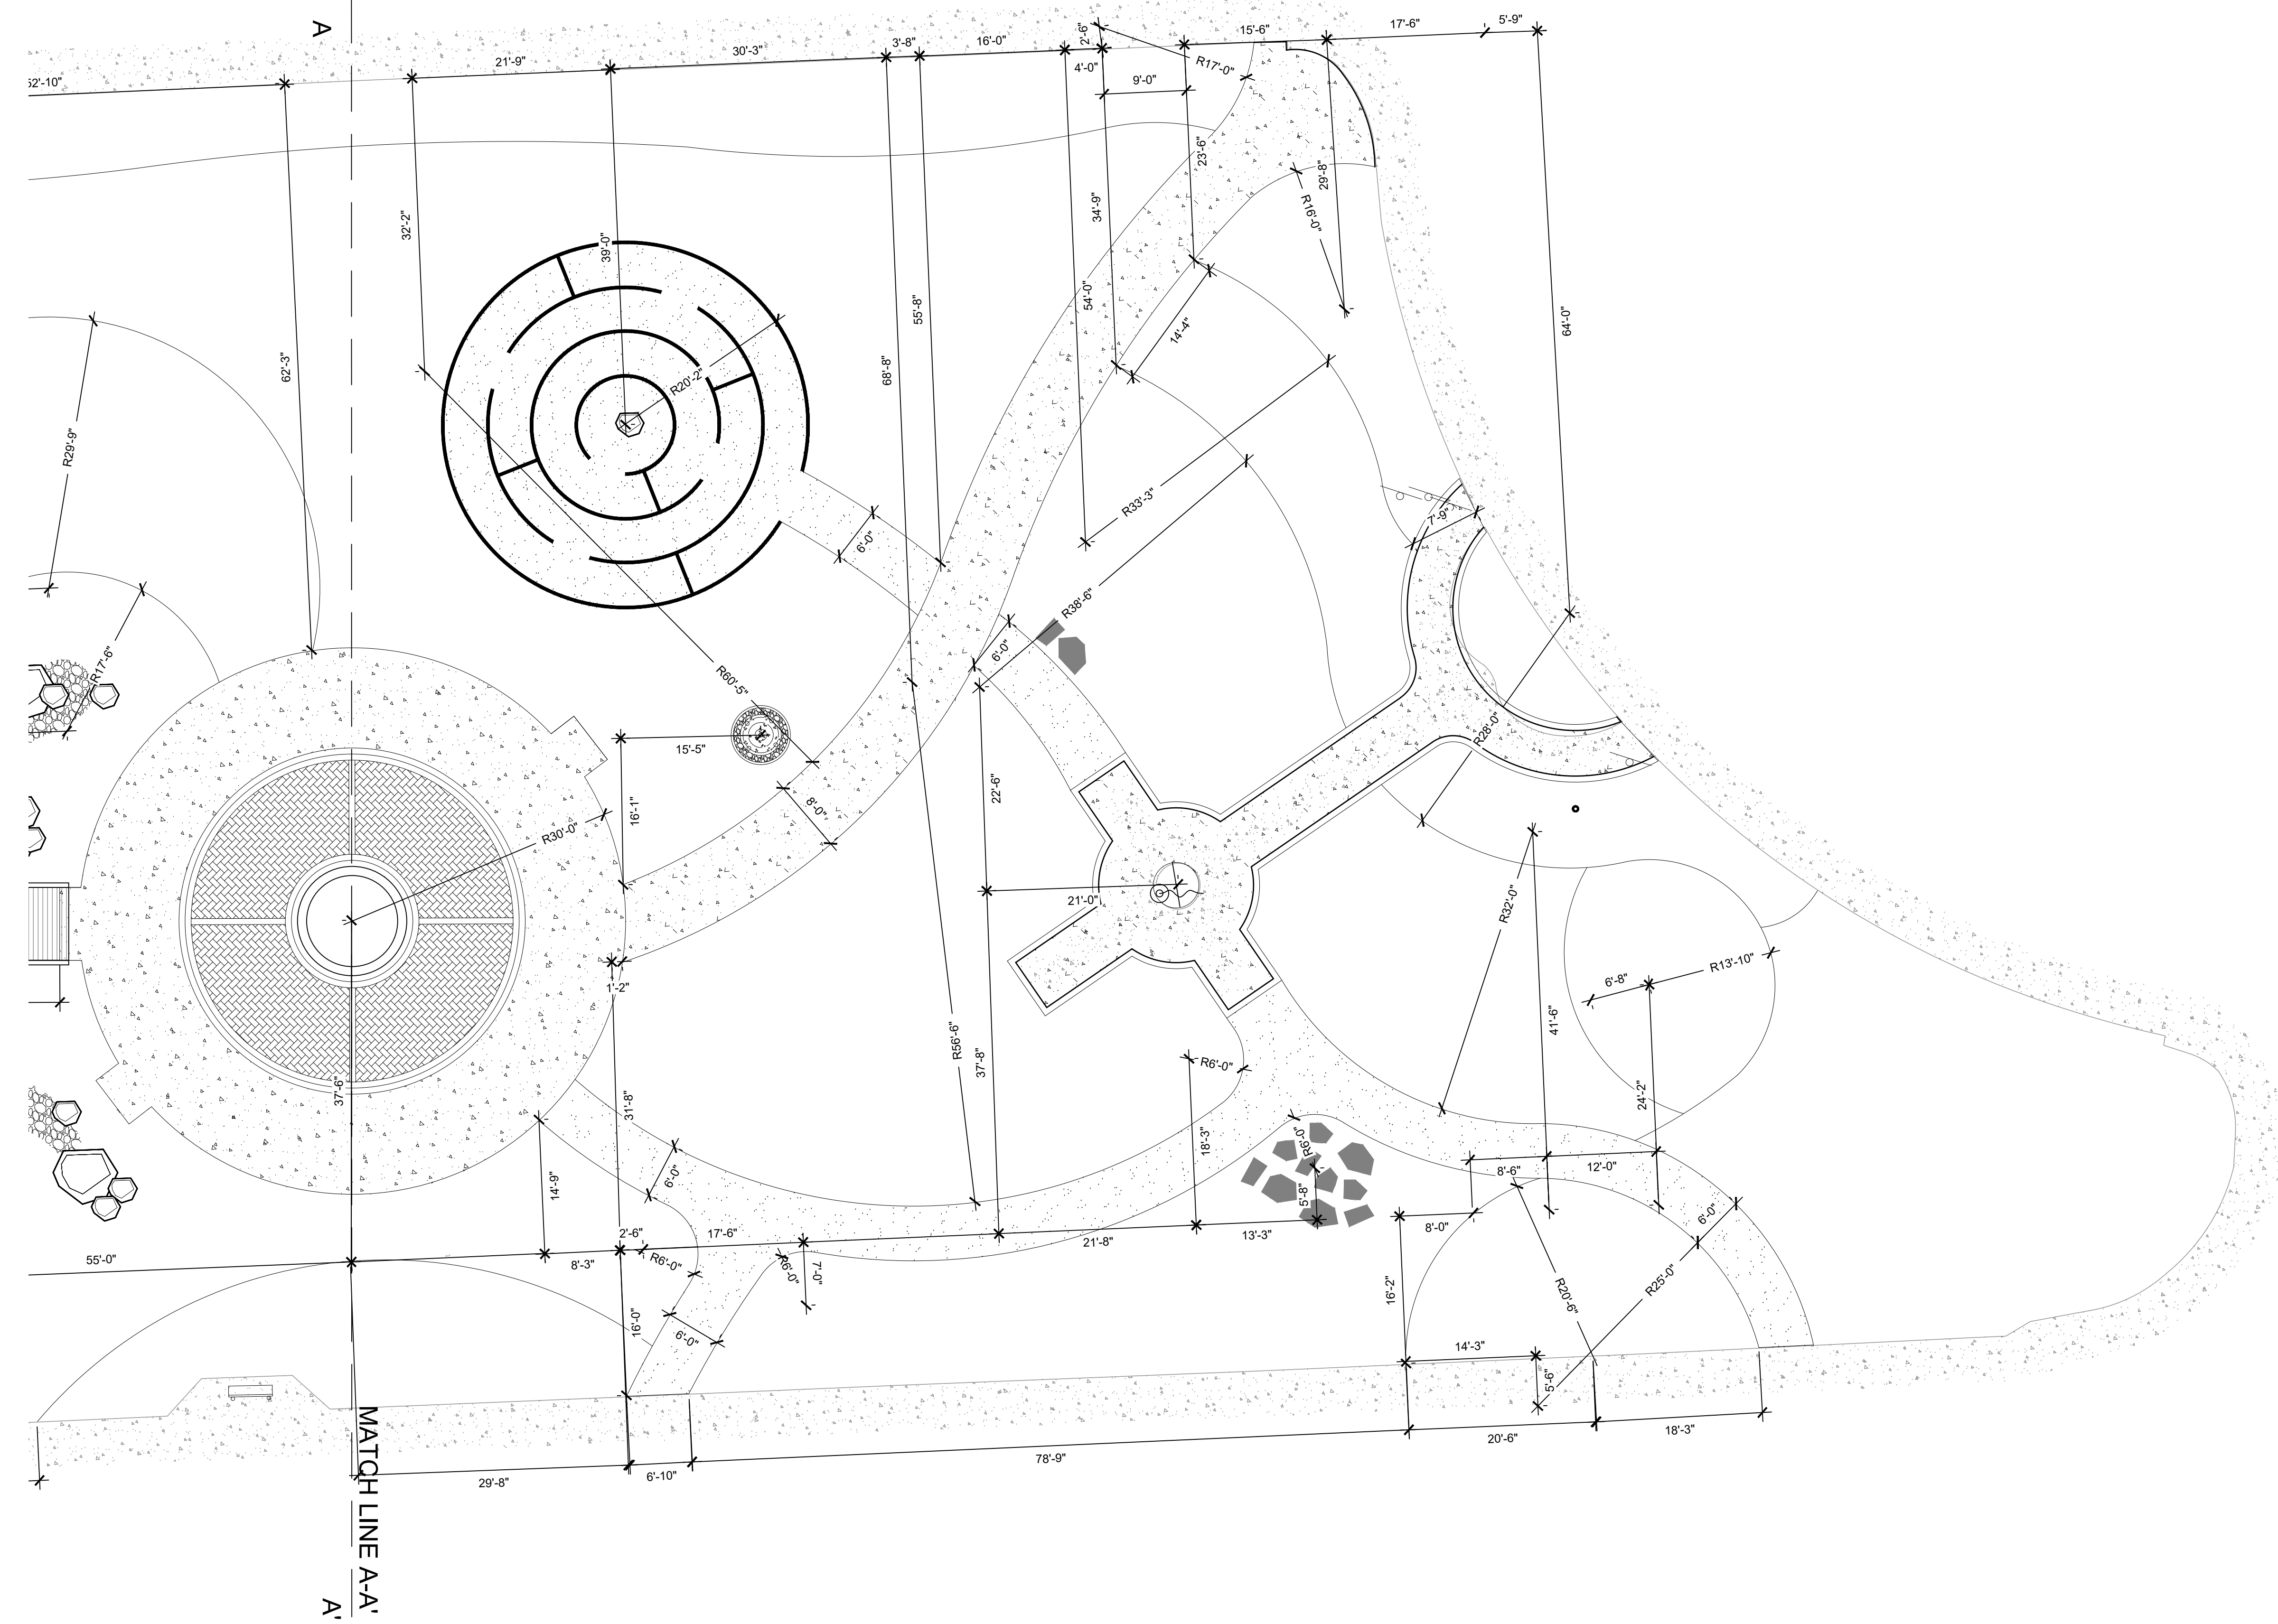 A
52'-10"
21'-9"
30'-3"
3'-8"
16'-0"
2'-6"
4'-0"
9'-0"
R17'-0"
15'-6"
17'-6"
5'-9"
32'-2"
39'-0"
62'-3"
R29'-9"
R20'-2"
68'-8"
55'-8"
54'-0"
34'-9"
23'-6"
29'-8"
R16'-0"
14'-4"
64'-0"
R33'-3"
R38'-6"
7'-9"
6'-0"
6'-0"
R17'-6"
R60'-5"
15'-5"
16'-1"
8'-0"
R30'-0"
22'-6"
21'-0"
R28'-0"
R32'-0"
6'-8"
R13'-10"
1'-2"
R56'-6"
37'-8"
41'-6"
24'-2"
37'-6"
31'-8"
R6'-0"
18'-3"
R6'-0"
5'-8"
8'-6"
12'-0"
6'-0"
14'-9"
6'-0"
2'-6"
17'-6"
21'-8"
13'-3"
8'-0"
55'-0"
8'-3"
R6'-0"
R6'-0"
7'-0"
16'-0"
6'-0"
16'-2"
R20'-6"
R25'-0"
14'-3"
5'-6"
29'-8"
6'-10"
78'-9"
20'-6"
18'-3"
MATCH LINE A-A'
A'